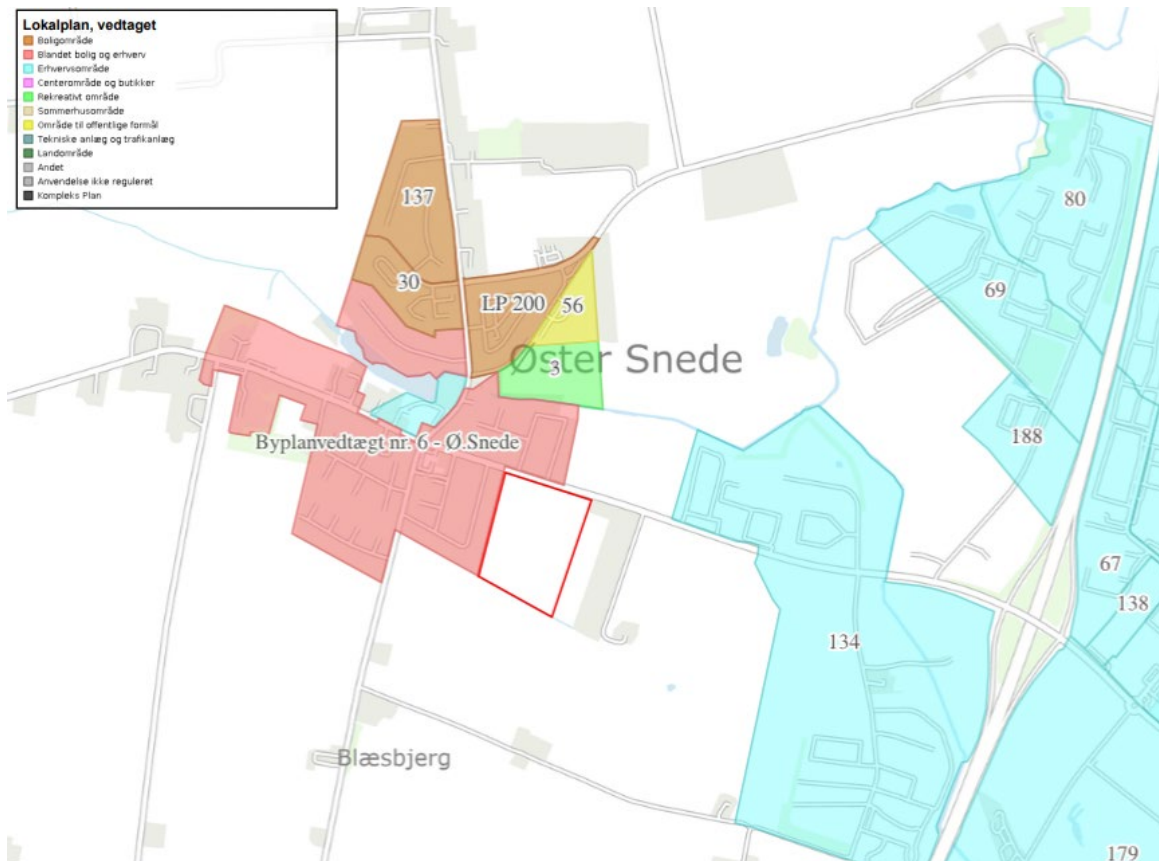 Lokalplan, vedtaget
Boligområde
Blandet bolig og erhverv
Erhvervsområde
Centerområde og butikker
Rekreativt område
Sommerhusområde
Område til offentlige formål
Tekniske anlæg og trafikanlæg
Landområde
Andet
Anvendelse ikke reguleret
Kompleks Plan
137
80
30
69
LP 200
56
Øster Snede
3
188
Byplanvedtægt nr. 6 - Ø.Snede
67
138
134
Blæsbjerg
179